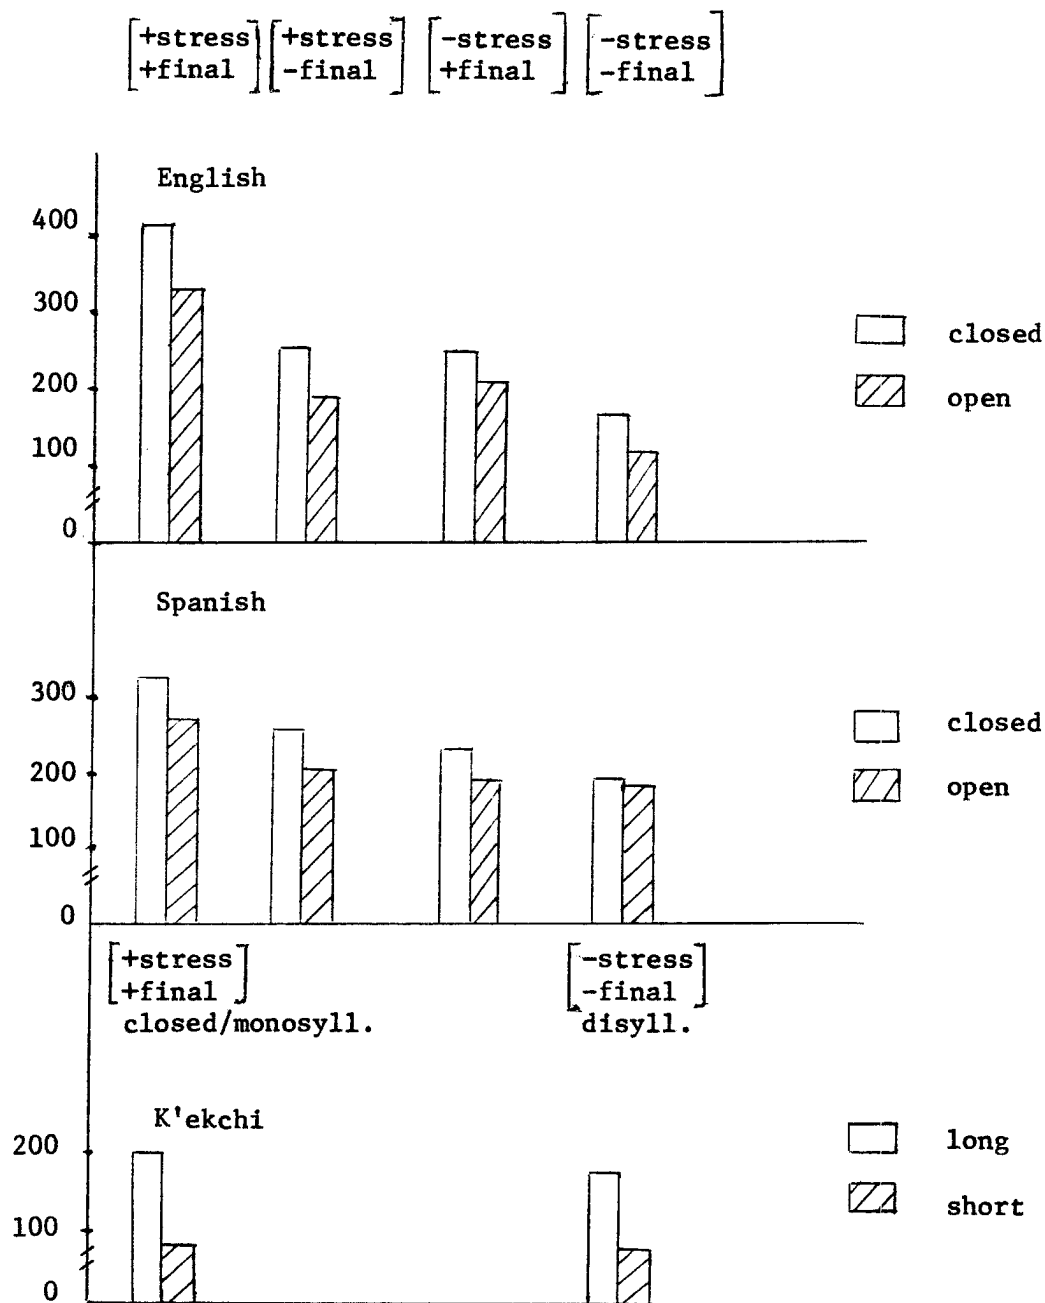 [+stress +final] [+stress -final] [-stress +final] [-stress -final]
English
400
300
200
100
0
closed
open
Spanish
300
200
100
0
closed
open
[+stress +final] closed/monosyll.
[-stress -final] disyll.
K'ekchi
200
100
0
long
short